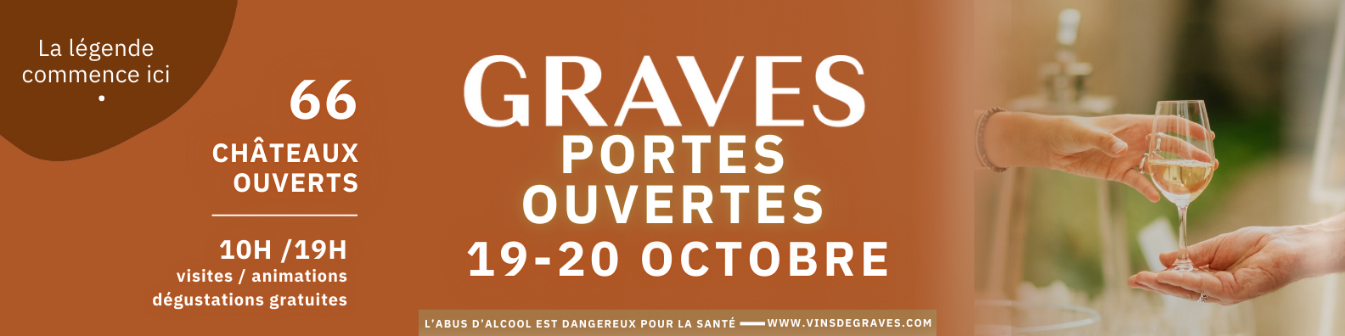 La légende
commence ici
66
CHÂTEAUX
OUVERTS
10H /19H
visites / animations
dégustations gratuites
GRAVES
PORTES
OUVERTES
19-20 OCTOBRE
L'ABUS D'ALCOOL EST DANGEREUX POUR LA SANTÉ — WWW.VINSDEGRAVES.COM